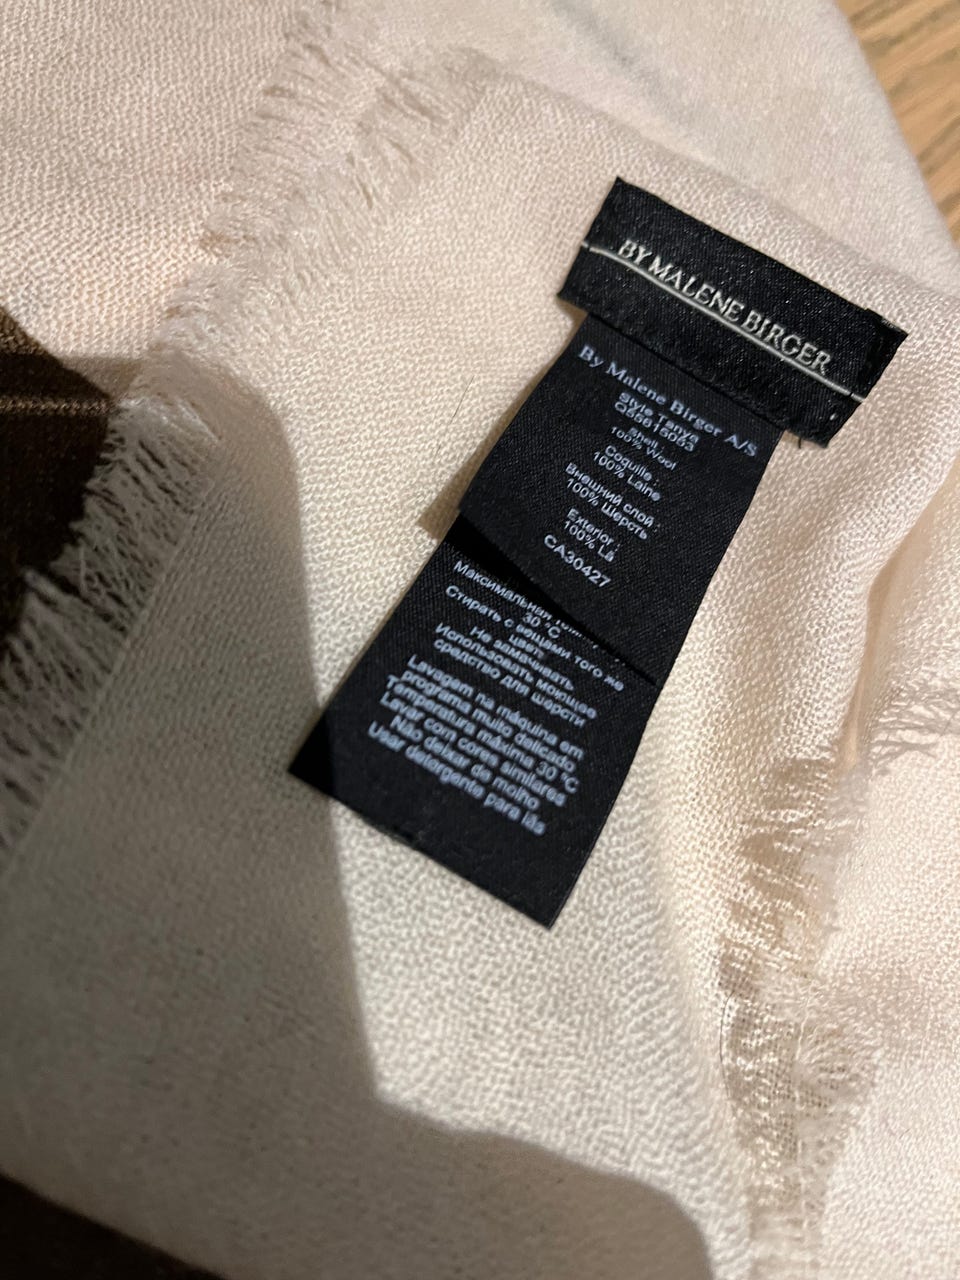 BY MALENE BIRGER
By Malene Birger A/S
Style Tanya
Q55615053
Shell :
100% Wool
Coquille :
100% Laine
Внешний слой :
100% Шерсть
Exterior :
100% Lã
CA30427
Максимальная
30 °C
Стирать с вещами того же
цвета
Не замачивать
Использовать моющее
средство для шерсти
Lavagem na máquina em
programa muito delicado
Temperatura máxima 30 °C
Lavar com cores similares
Não deixar de molho
Usar detergente para lãs